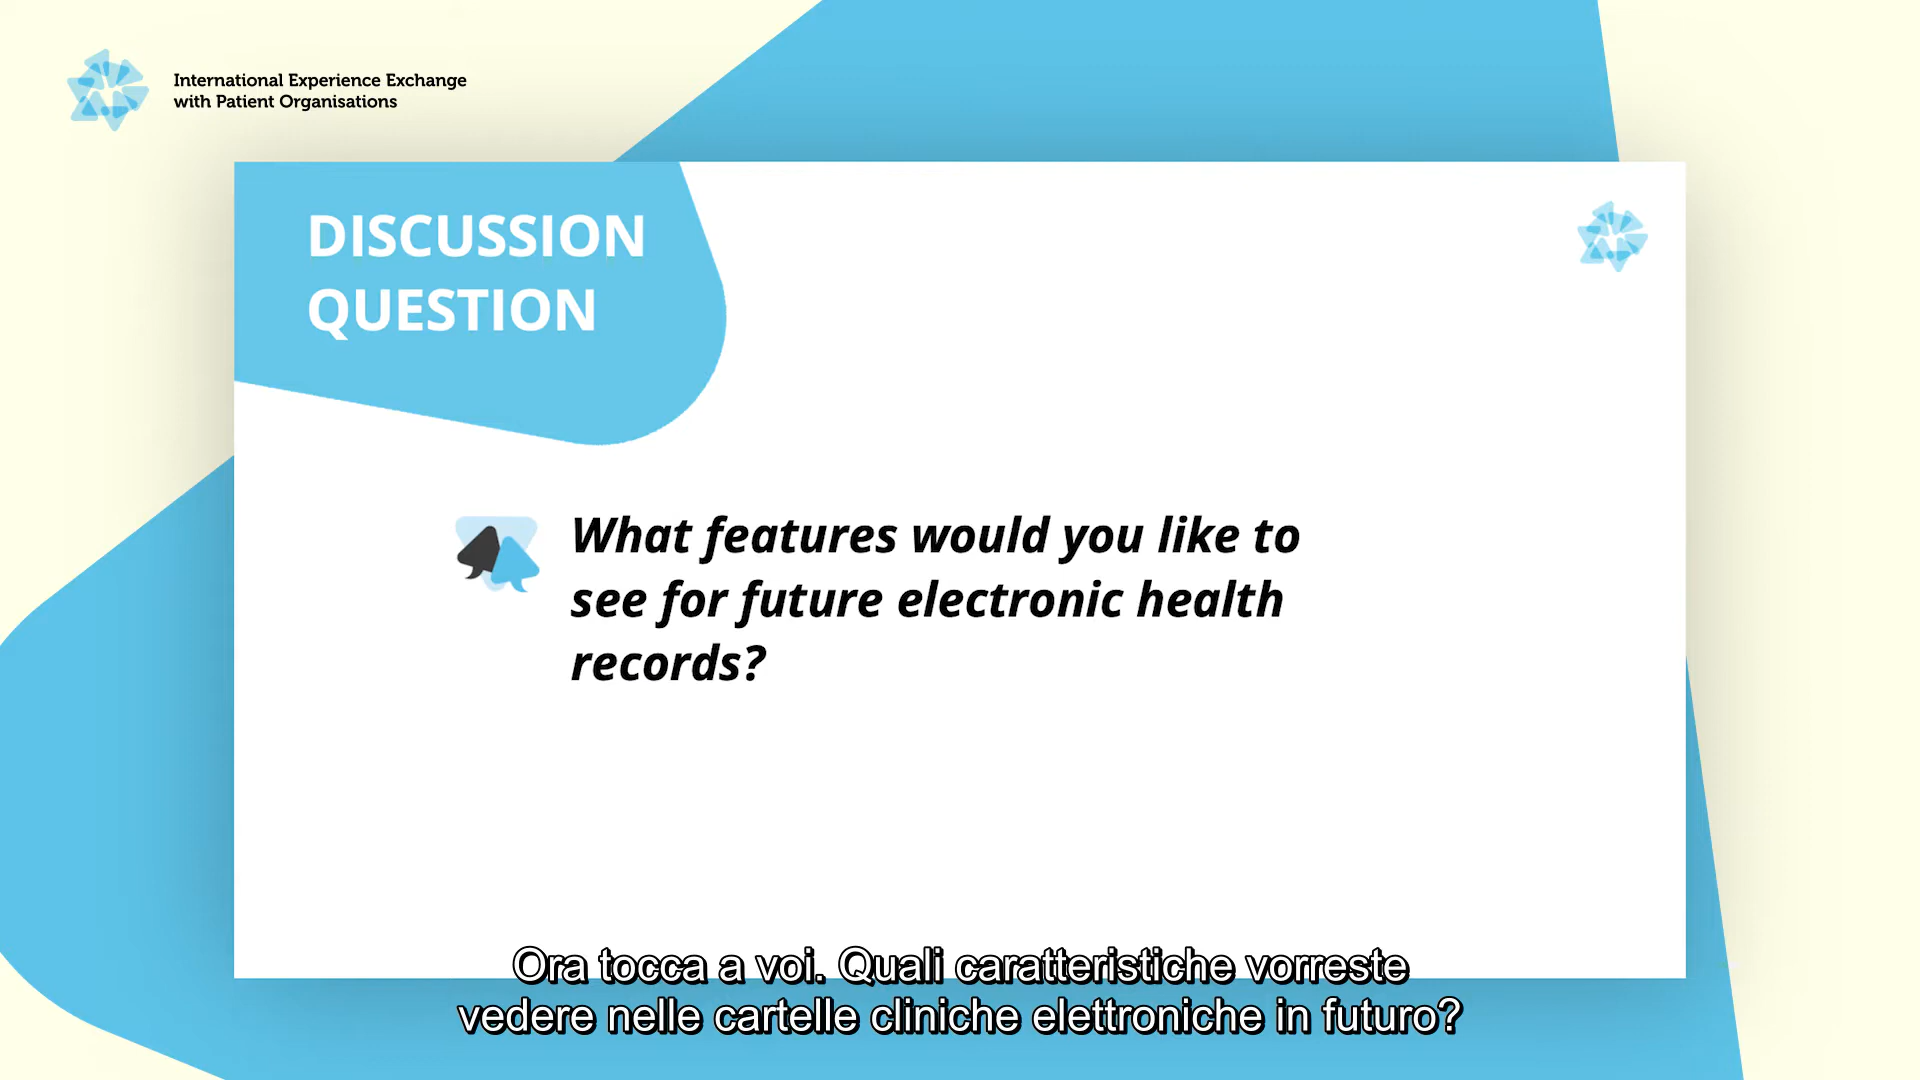 International Experience Exchange
with Patient Organisations
DISCUSSION
QUESTION
What features would you like to
see for future electronic health
records?
Ora tocca a voi. Quali caratteristiche vorreste
vedere nelle cartelle cliniche elettroniche in futuro?